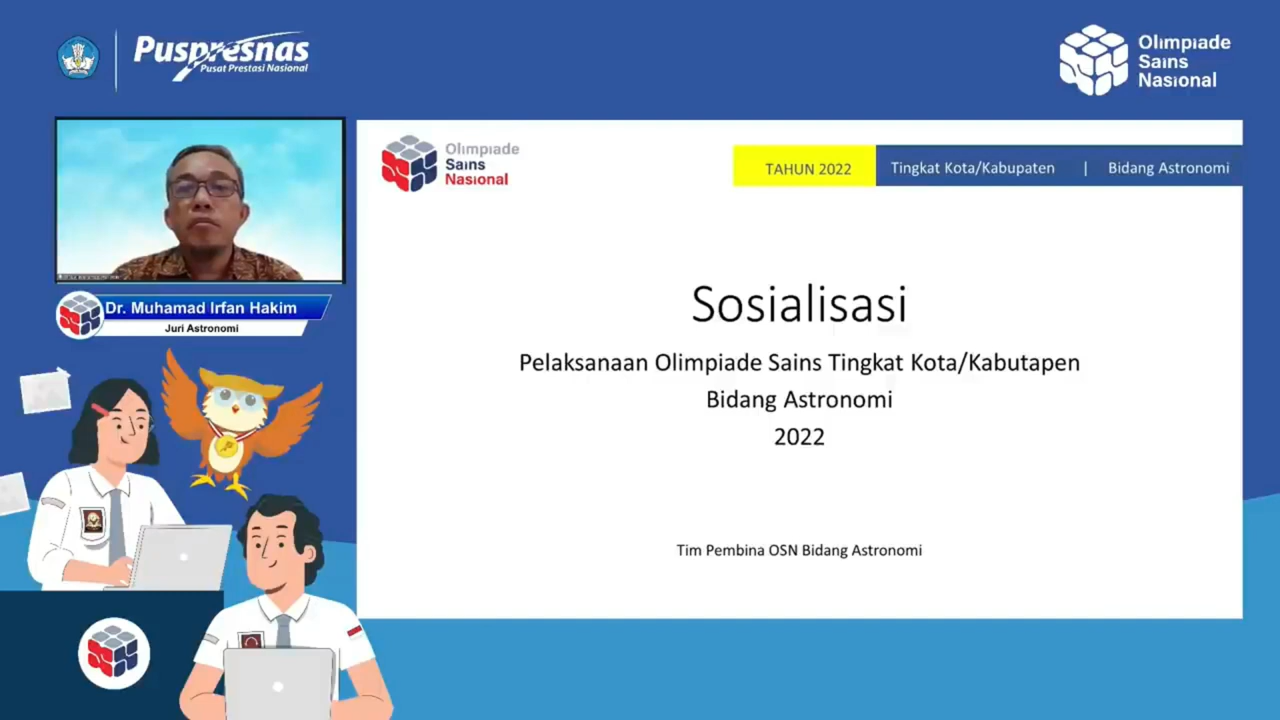 Puspresnas
Pusat Prestasi Nasional
Olimpiade
Sains
Nasional
Olimpiade
Sains
Nasional
TAHUN 2022
Tingkat Kota/Kabupaten | Bidang Astronomi
Dr. Muhamad Irfan Hakim
Juri Astronomi
Sosialisasi
Pelaksanaan Olimpiade Sains Tingkat Kota/Kabutapen
Bidang Astronomi
2022
Tim Pembina OSN Bidang Astronomi